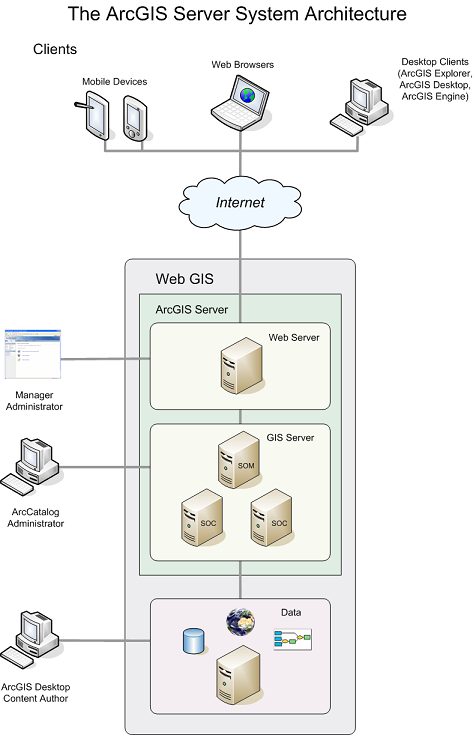 The ArcGIS Server System Architecture
Clients
Mobile Devices
Web Browsers
Desktop Clients
(ArcGIS Explorer,
ArcGIS Desktop,
ArcGIS Engine)
Internet
Web GIS
ArcGIS Server
Web Server
Manager
Administrator
GIS Server
SOM
SOC
SOC
ArcCatalog
Administrator
Data
ArcGIS Desktop
Content Author